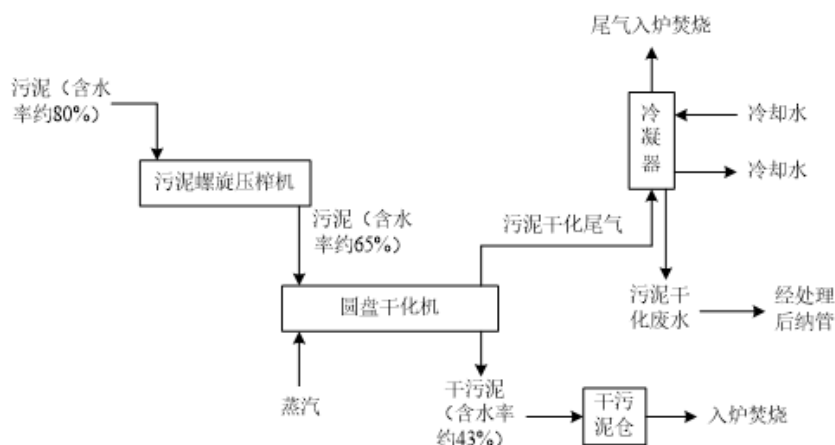 尾气入炉焚烧
污泥（含水
率约80%）
冷凝器
冷却水
冷却水
污泥螺旋压榨机
污泥（含水
率约65%）
污泥干化尾气
圆盘干化机
污泥干
化废水
经处理
后纳管
蒸汽
干污泥
（含水率
约43%）
干污
泥仓
入炉焚烧